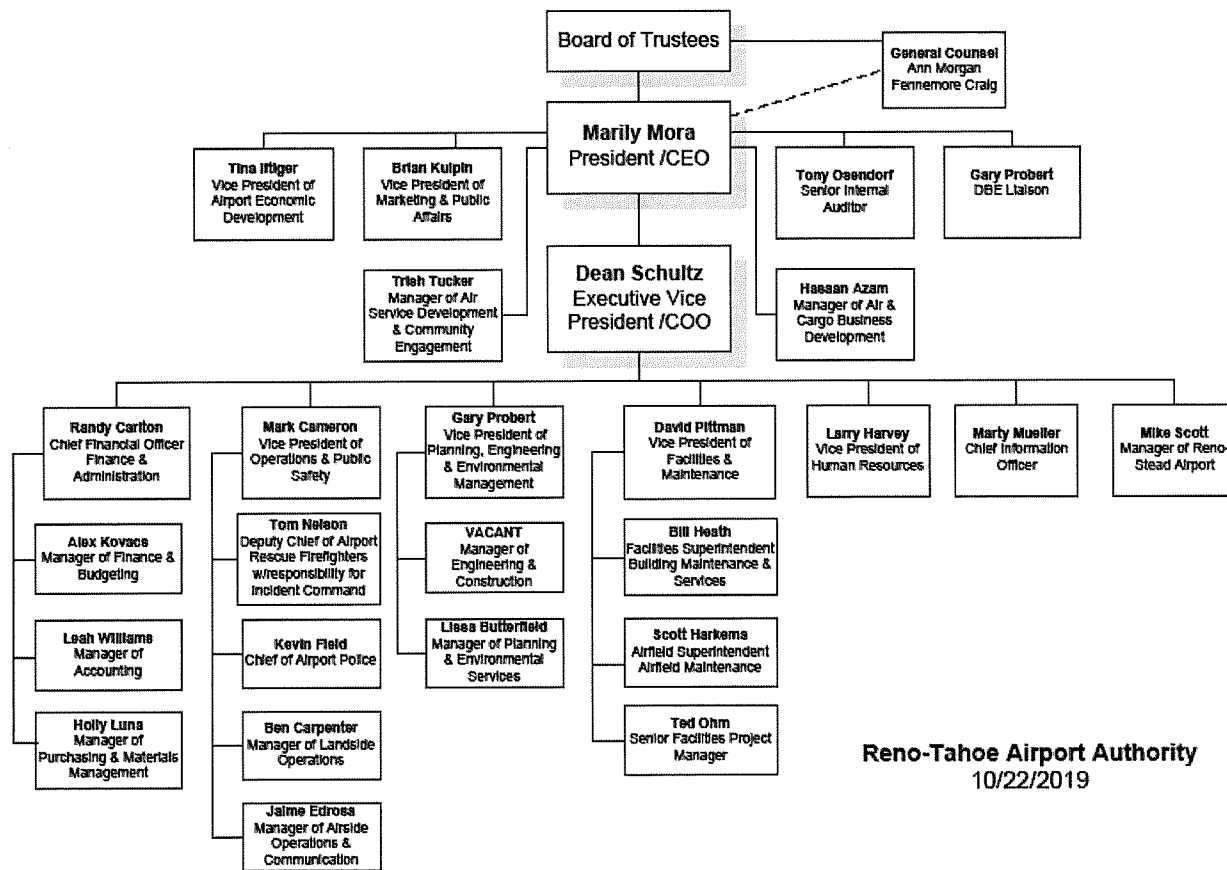 Board of Trustees
General Counsel
Ann Morgan
Fennemore Craig
Marily Mora
President /CEO
Tina Iftiger
Vice President of
Airport Economic
Development
Brian Kulpin
Vice President of
Marketing & Public
Affairs
Tony Osendorf
Senior Internal
Auditor
Gary Probert
DBE Liaison
Trish Tucker
Manager of Air
Service Development
& Community
Engagement
Dean Schultz
Executive Vice
President /COO
Hasaan Azam
Manager of Air &
Cargo Business
Development
Randy Carlton
Chief Financial Officer
Finance &
Administration
Mark Cameron
Vice President of
Operations & Public
Safety
Gary Probert
Vice President of
Planning, Engineering
& Environmental
Management
David Pittman
Vice President of
Facilities &
Maintenance
Larry Harvey
Vice President of
Human Resources
Marty Mueller
Chief Information
Officer
Mike Scott
Manager of Reno-
Stead Airport
Alex Kovacs
Manager of Finance &
Budgeting
Tom Nelson
Deputy Chief of Airport
Rescue Firefighters
w/responsibility for
Incident Command
VACANT
Manager of
Engineering &
Construction
Bill Heath
Facilities Superintendent
Building Maintenance &
Services
Leah Williams
Manager of
Accounting
Kevin Field
Chief of Airport Police
Lissa Butterfield
Manager of Planning
& Environmental
Services
Scott Harkema
Airfield Superintendent
Airfield Maintenance
Holly Luna
Manager of
Purchasing & Materials
Management
Ben Carpenter
Manager of Landside
Operations
Ted Ohm
Senior Facilities Project
Manager
Jaime Edrosa
Manager of Airside
Operations &
Communication
Reno-Tahoe Airport Authority
10/22/2019